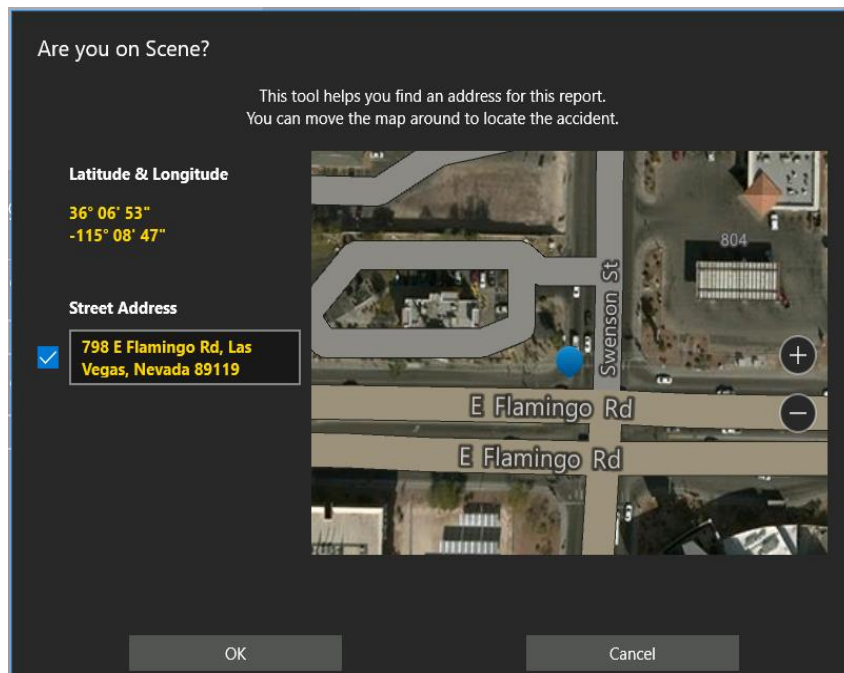 Are you on Scene?
This tool helps you find an address for this report.
You can move the map around to locate the accident.
Latitude & Longitude
36° 06' 53"
-115° 08' 47"
Street Address
798 E Flamingo Rd, Las
Vegas, Nevada 89119
804
Swenson St
E Flamingo Rd
E Flamingo Rd
OK
Cancel